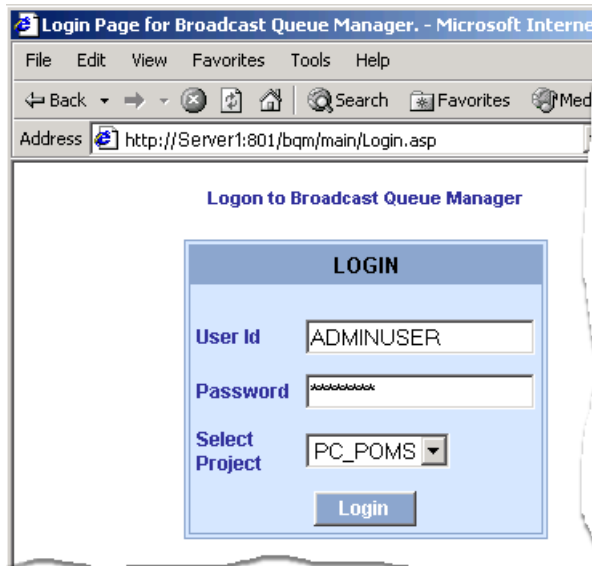 Login Page for Broadcast Queue Manager. - Microsoft Interne
File Edit View Favorites Tools Help
Back Search Favorites Med
Address http://Server1:801/bqm/main/Login.asp
Logon to Broadcast Queue Manager
LOGIN
User Id ADMINUSER
Password *********
Select
Project PC_POMS
Login